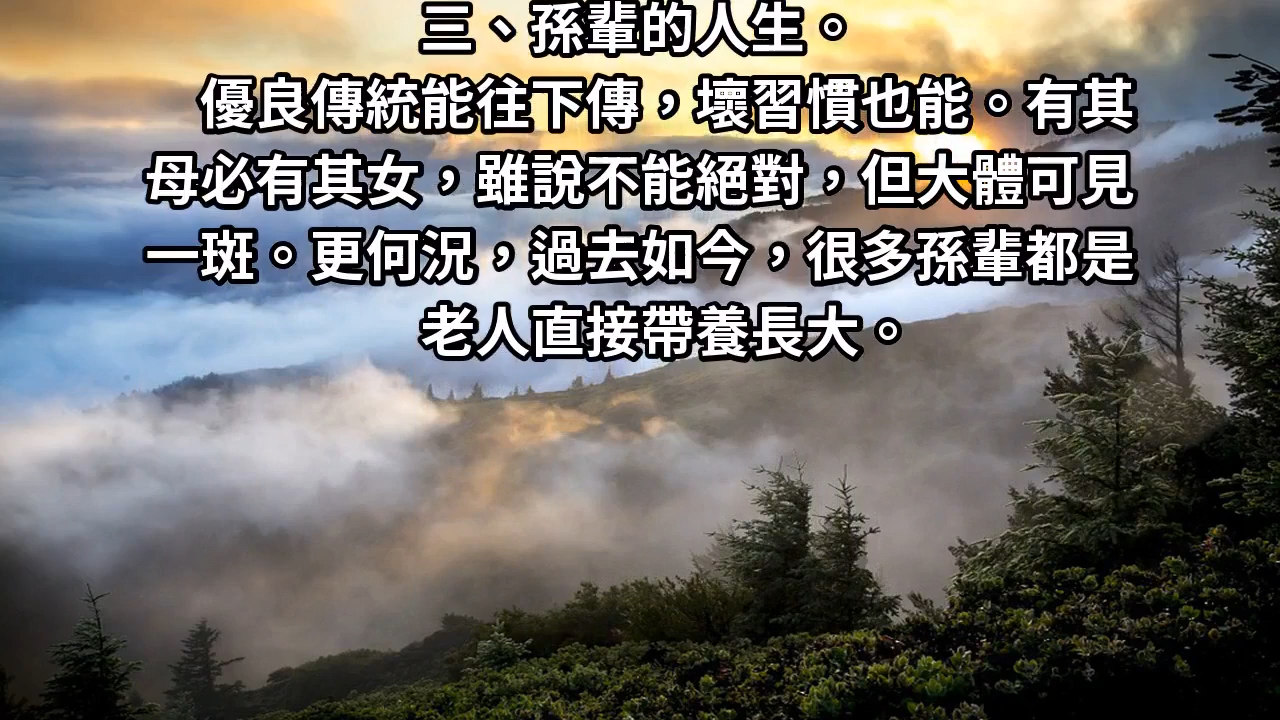 三、孫輩的人生。
優良傳統能往下傳，壞習慣也能。有其
母必有其女，雖說不能絕對，但大體可見
一斑。更何況，過去如今，很多孫輩都是
老人直接帶養長大。